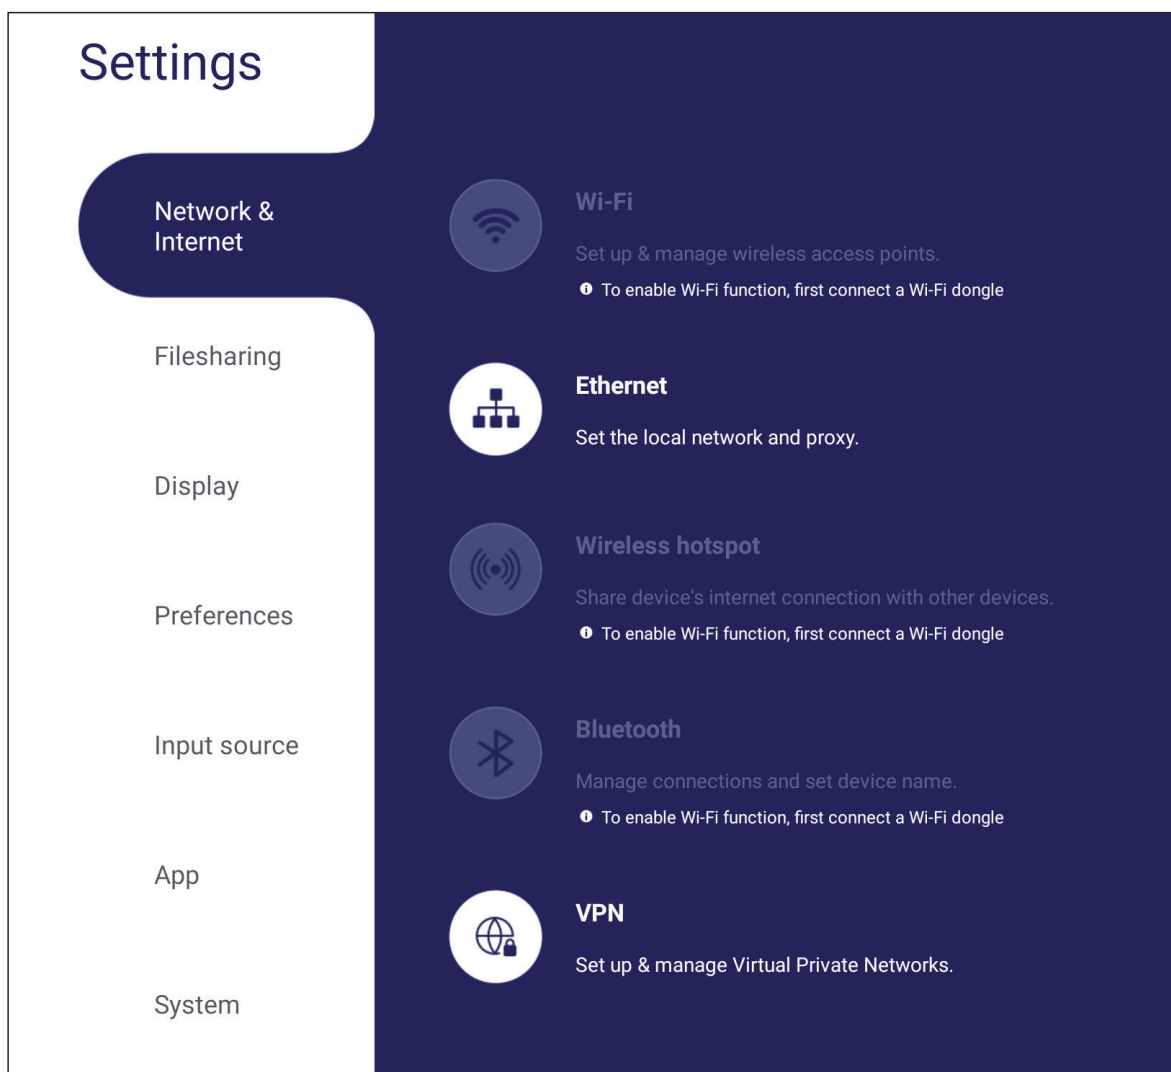 Settings
Network &
Internet
Filesharing
Display
Preferences
Input source
App
System
Wi-Fi
Set up & manage wireless access points.
To enable Wi-Fi function, first connect a Wi-Fi dongle
Ethernet
Set the local network and proxy.
Wireless hotspot
Share device's internet connection with other devices.
To enable Wi-Fi function, first connect a Wi-Fi dongle
Bluetooth
Manage connections and set device name.
To enable Wi-Fi function, first connect a Wi-Fi dongle
VPN
Set up & manage Virtual Private Networks.